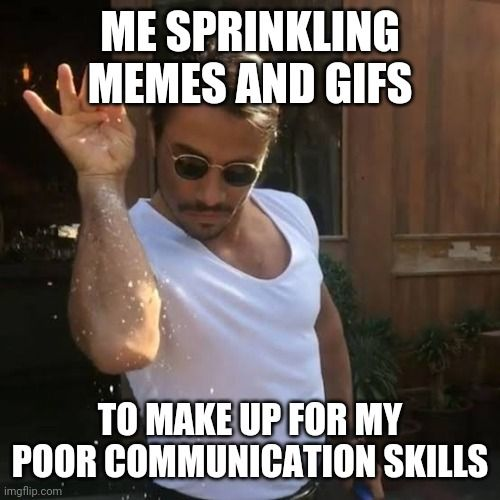 ME SPRINKLING
MEMES AND GIFS
TO MAKE UP FOR MY
POOR COMMUNICATION SKILLS
imgflip.com